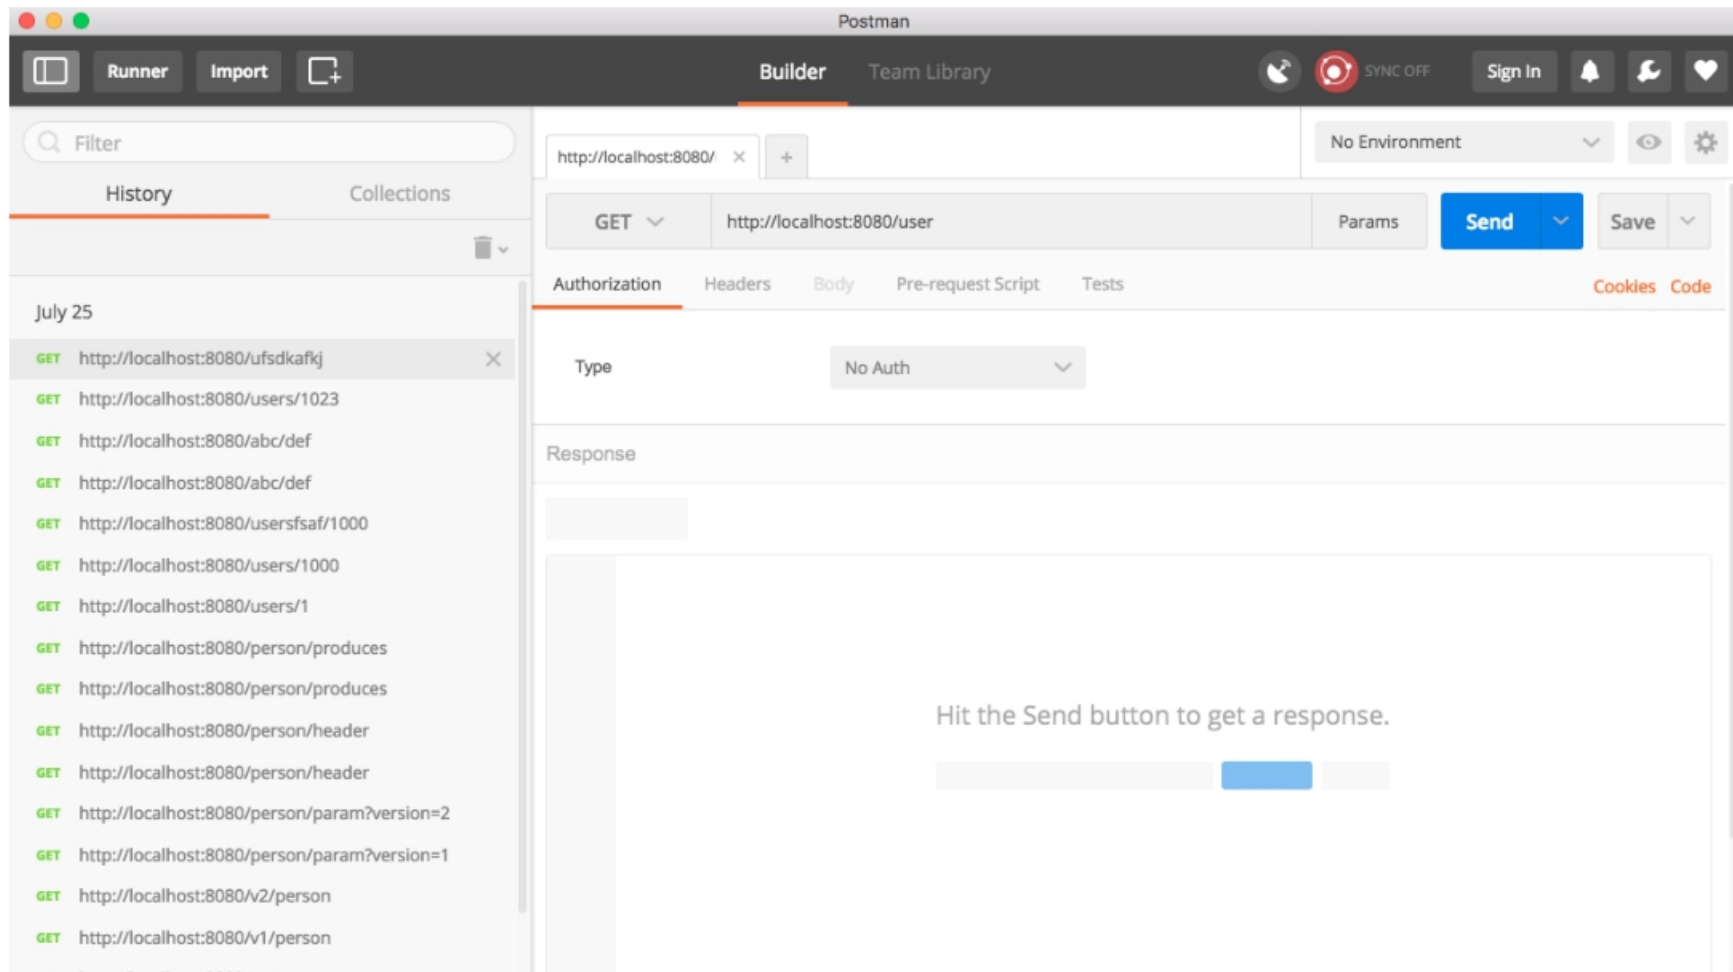 Postman
Runner Import Builder Team Library SYNC OFF Sign In
Filter
History Collections
July 25
GET http://localhost:8080/ufsdkafkj
GET http://localhost:8080/users/1023
GET http://localhost:8080/abc/def
GET http://localhost:8080/abc/def
GET http://localhost:8080/usersfsaf/1000
GET http://localhost:8080/users/1000
GET http://localhost:8080/users/1
GET http://localhost:8080/person/produces
GET http://localhost:8080/person/produces
GET http://localhost:8080/person/header
GET http://localhost:8080/person/header
GET http://localhost:8080/person/param?version=2
GET http://localhost:8080/person/param?version=1
GET http://localhost:8080/v2/person
GET http://localhost:8080/v1/person
http://localhost:8080/
No Environment
GET http://localhost:8080/user Params Send Save
Authorization Headers Body Pre-request Script Tests Cookies Code
Type No Auth
Response
Hit the Send button to get a response.